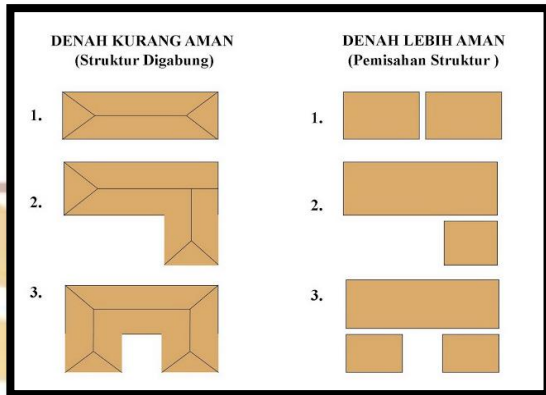 DENAH KURANG AMAN
(Struktur Digabung)
1.
2.
3.
DENAH LEBIH AMAN
(Pemisahan Struktur )
1.
2.
3.